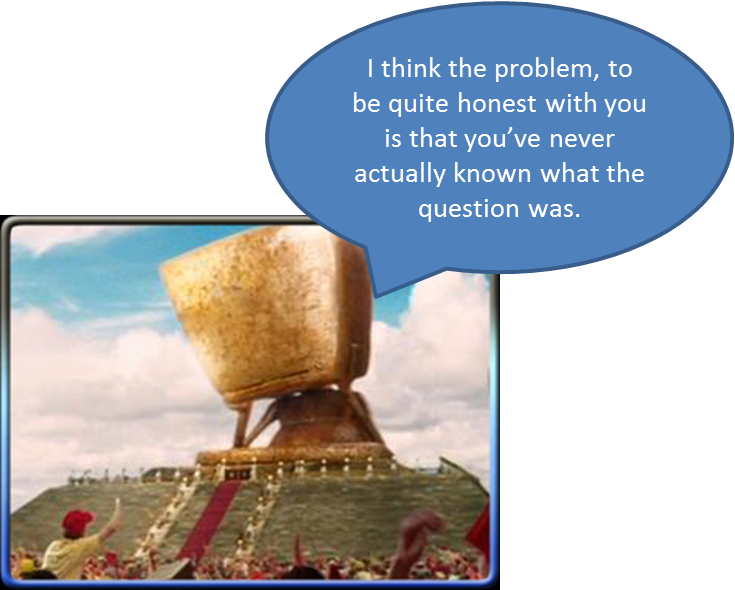 I think the problem, to
be quite honest with you
is that you’ve never
actually known what the
question was.